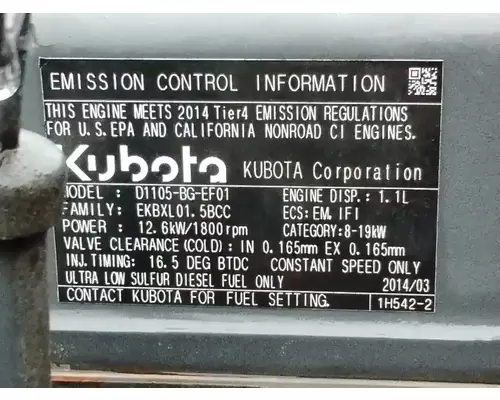 EMISSION CONTROL INFORMATION
THIS ENGINE MEETS 2014 Tier4 EMISSION REGULATIONS
FOR U.S.EPA AND CALIFORNIA NONROAD CI ENGINES.
Kubota KUBOTA Corporation
MODEL : D1105-BG-EF01 ENGINE DISP.: 1.1L
FAMILY: EKBXL01.5BCC ECS:EM,IFI
POWER : 12.6kW/1800rpm CATEGORY:8-19kW
VALVE CLEARANCE(COLD): IN 0.165mm EX 0.165mm
INJ.TIMING: 16.5 DEG BTDC CONSTANT SPEED ONLY
ULTRA LOW SULFUR DIESEL FUEL ONLY 2014/03
CONTACT KUBOTA FOR FUEL SETTING. 1H542-2